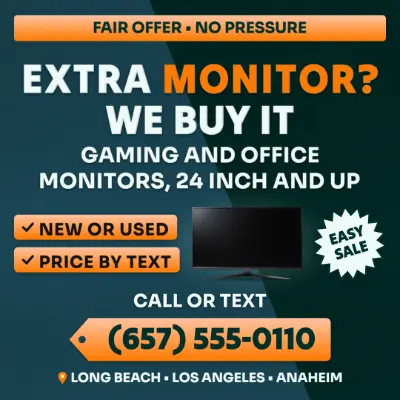 FAIR OFFER • NO PRESSURE
EXTRA MONITOR?
WE BUY IT
GAMING AND OFFICE
MONITORS, 24 INCH AND UP
✓ NEW OR USED
✓ PRICE BY TEXT
EASY
SALE
CALL OR TEXT
(657) 555-0110
LONG BEACH • LOS ANGELES • ANAHEIM